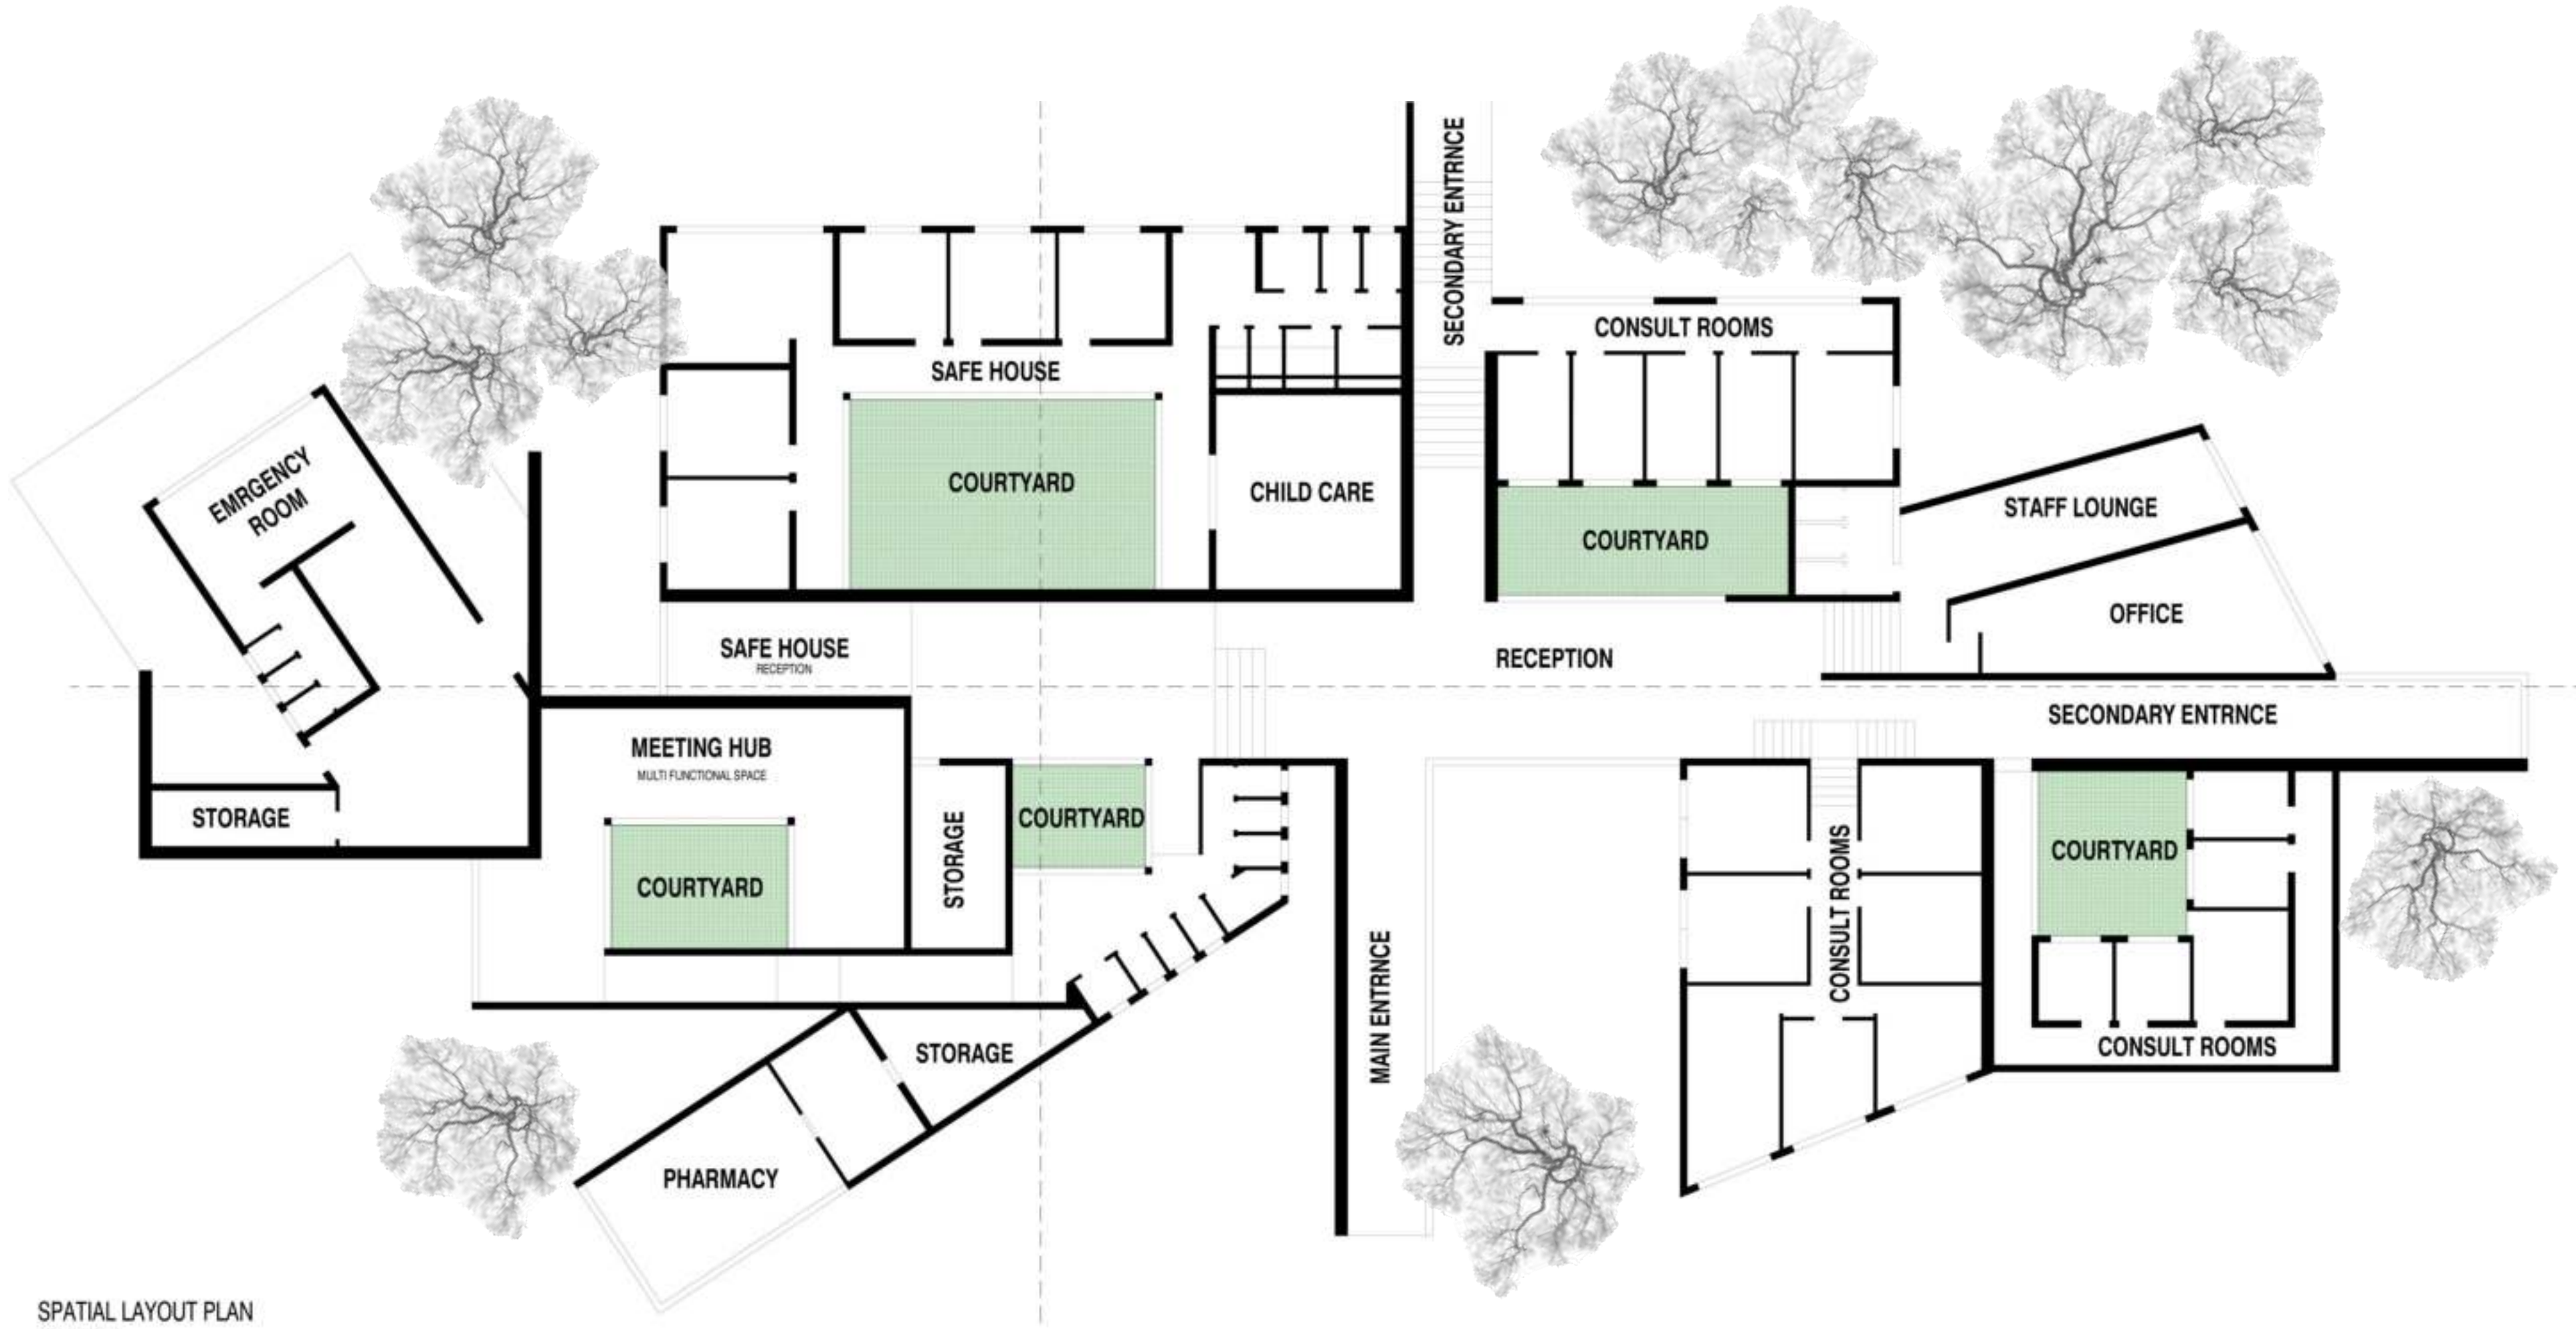 SECONDARY ENTRNCE
CONSULT ROOMS
SAFE HOUSE
EMRGENCY
ROOM
COURTYARD
CHILD CARE
COURTYARD
STAFF LOUNGE
OFFICE
SAFE HOUSE
RECEPTION
RECEPTION
SECONDARY ENTRNCE
MEETING HUB
MULTI FUNCTIONAL SPACE
STORAGE
COURTYARD
STORAGE
COURTYARD
MAIN ENTRNCE
CONSULT ROOMS
COURTYARD
CONSULT ROOMS
STORAGE
PHARMACY
SPATIAL LAYOUT PLAN